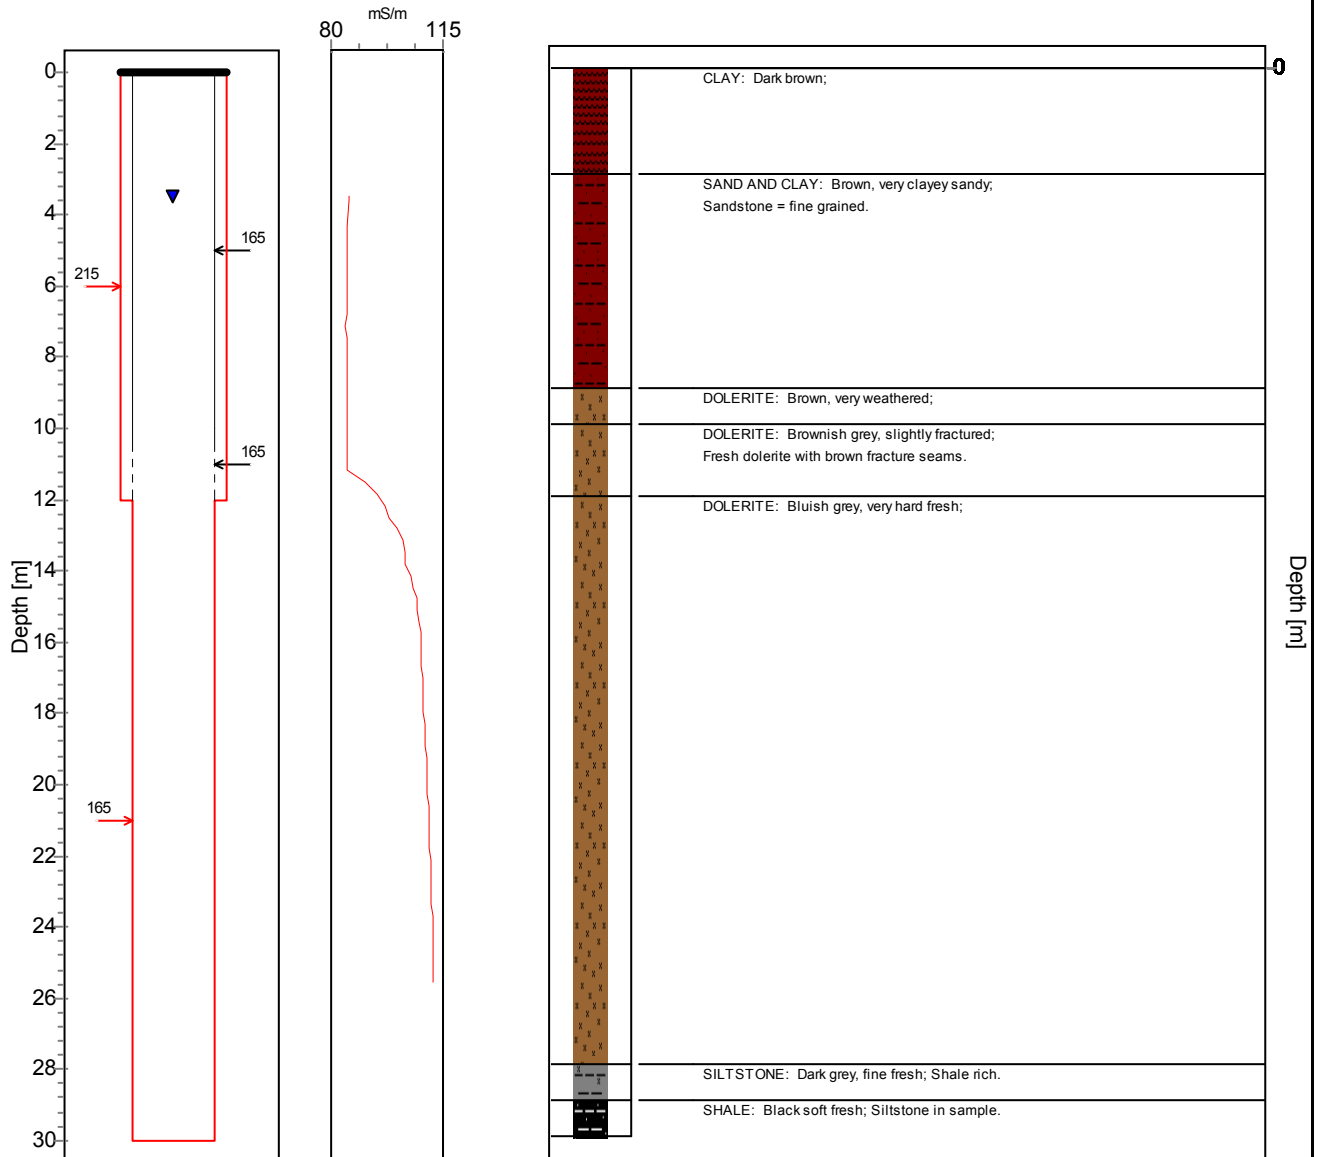 mS/m
80 115
0
2
4
6
8
10
12
14
16
18
20
22
24
26
28
30
Depth [m]
165
215
165
165
0
CLAY: Dark brown;
SAND AND CLAY: Brown, very clayey sandy;
Sandstone = fine grained.
DOLERITE: Brown, very weathered;
DOLERITE: Brownish grey, slightly fractured;
Fresh dolerite with brown fracture seams.
DOLERITE: Bluish grey, very hard fresh;
SILTSTONE: Dark grey, fine fresh; Shale rich.
SHALE: Black soft fresh; Siltstone in sample.
Depth [m]